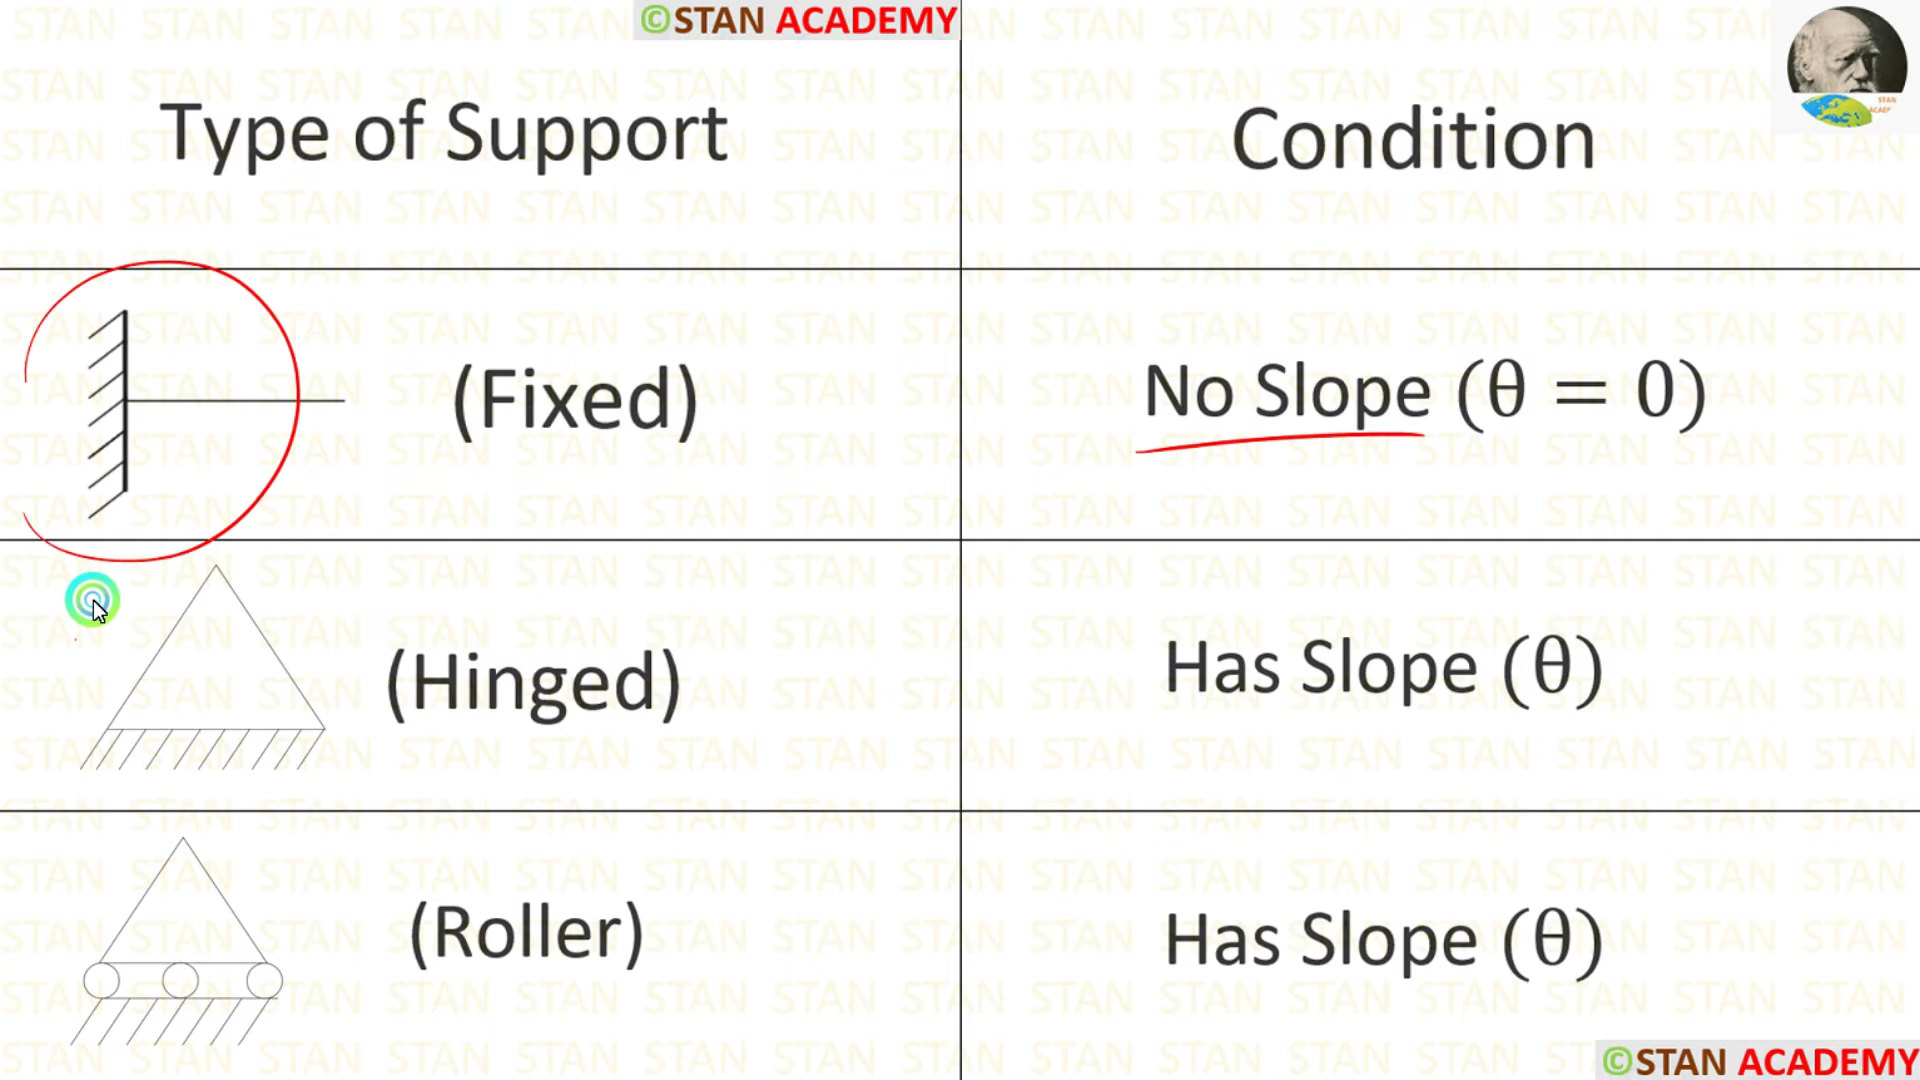 ©STAN ACADEMY
Type of Support
Condition
(Fixed)
No Slope (θ = 0)
(Hinged)
Has Slope (θ)
(Roller)
Has Slope (θ)
©STAN ACADEMY